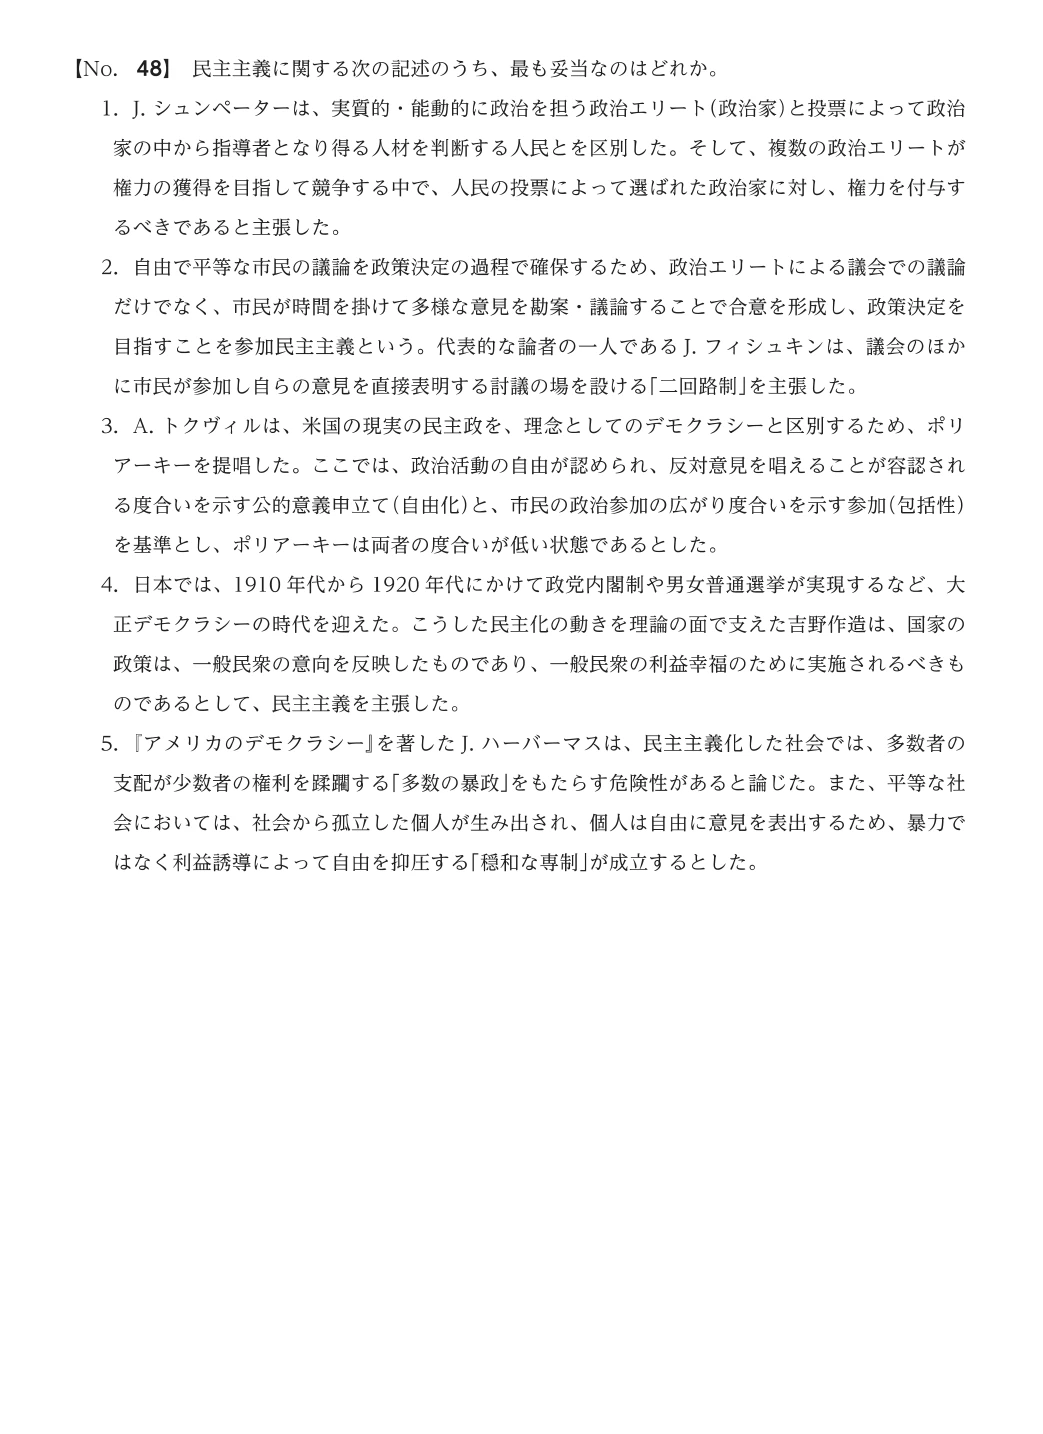 【No. 48】 民主主義に関する次の記述のうち、最も妥当なのはどれか。
1. J. シュンペーターは、実質的・能動的に政治を担う政治エリート(政治家)と投票によって政治
家の中から指導者となり得る人材を判断する人民とを区別した。そして、複数の政治エリートが
権力の獲得を目指して競争する中で、人民の投票によって選ばれた政治家に対し、権力を付与す
るべきであると主張した。
2. 自由で平等な市民の議論を政策決定の過程で確保するため、政治エリートによる議会での議論
だけでなく、市民が時間を掛けて多様な意見を勘案・議論することで合意を形成し、政策決定を
目指すことを参加民主主義という。代表的な論者の一人である J. フィシュキンは、議会のほか
に市民が参加し自らの意見を直接表明する討議の場を設ける「二回路制」を主張した。
3. A. トクヴィルは、米国の現実の民主政を、理念としてのデモクラシーと区別するため、ポリ
アーキーを提唱した。ここでは、政治活動の自由が認められ、反対意見を唱えることが容認され
る度合いを示す公的意義申立て(自由化)と、市民の政治参加の広がり度合いを示す参加(包括性)
を基準とし、ポリアーキーは両者の度合いが低い状態であるとした。
4. 日本では、1910 年代から 1920 年代にかけて政党内閣制や男女普通選挙が実現するなど、大
正デモクラシーの時代を迎えた。こうした民主化の動きを理論の面で支えた吉野作造は、国家の
政策は、一般民衆の意向を反映したものであり、一般民衆の利益幸福のために実施されるべきも
のであるとして、民主主義を主張した。
5. 『アメリカのデモクラシー』を著した J. ハーバーマスは、民主主義化した社会では、多数者の
支配が少数者の権利を蹂躙する「多数の暴政」をもたらす危険性があると論じた。また、平等な社
会においては、社会から孤立した個人が生み出され、個人は自由に意見を表出するため、暴力で
はなく利益誘導によって自由を抑圧する「穏和な専制」が成立するとした。